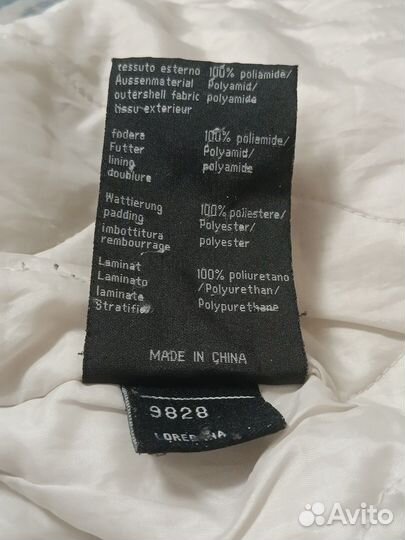 tessuto esterno 100% poliamide/
Aussenmaterial Polyamid/
outershell fabric polyamide
tissu exterieur
fodera 100% poliamide/
Futter Polyamid/
lining polyamide
doublure
Wattierung 100% poliestere/
padding Polyester/
imbottitura polyester
rembourrage
Laminat 100% poliuretano
Laminato /Polyurethan/
laminate Polypurethane
Stratifié
MADE IN CHINA
9828
Avito